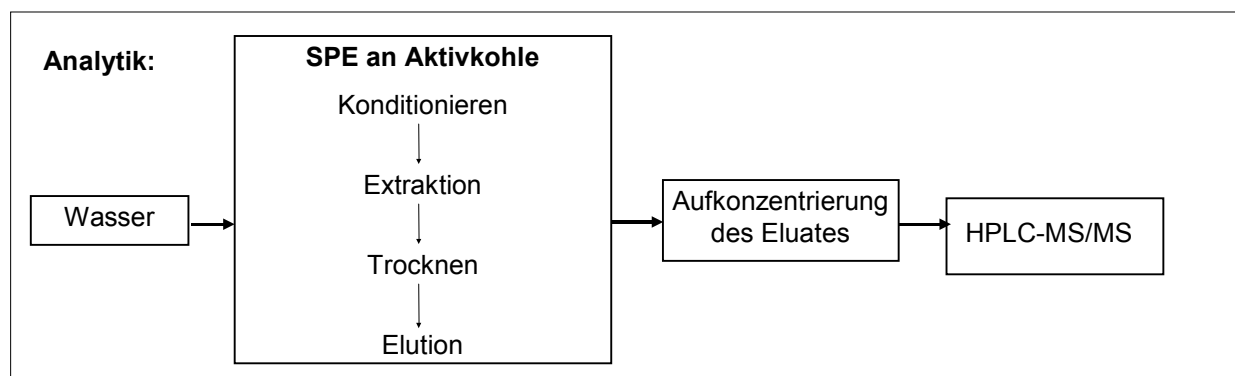 Analytik:
SPE an Aktivkohle
Konditionieren
Extraktion
Trocknen
Elution
Wasser
Aufkonzentrierung
des Eluates
HPLC-MS/MS